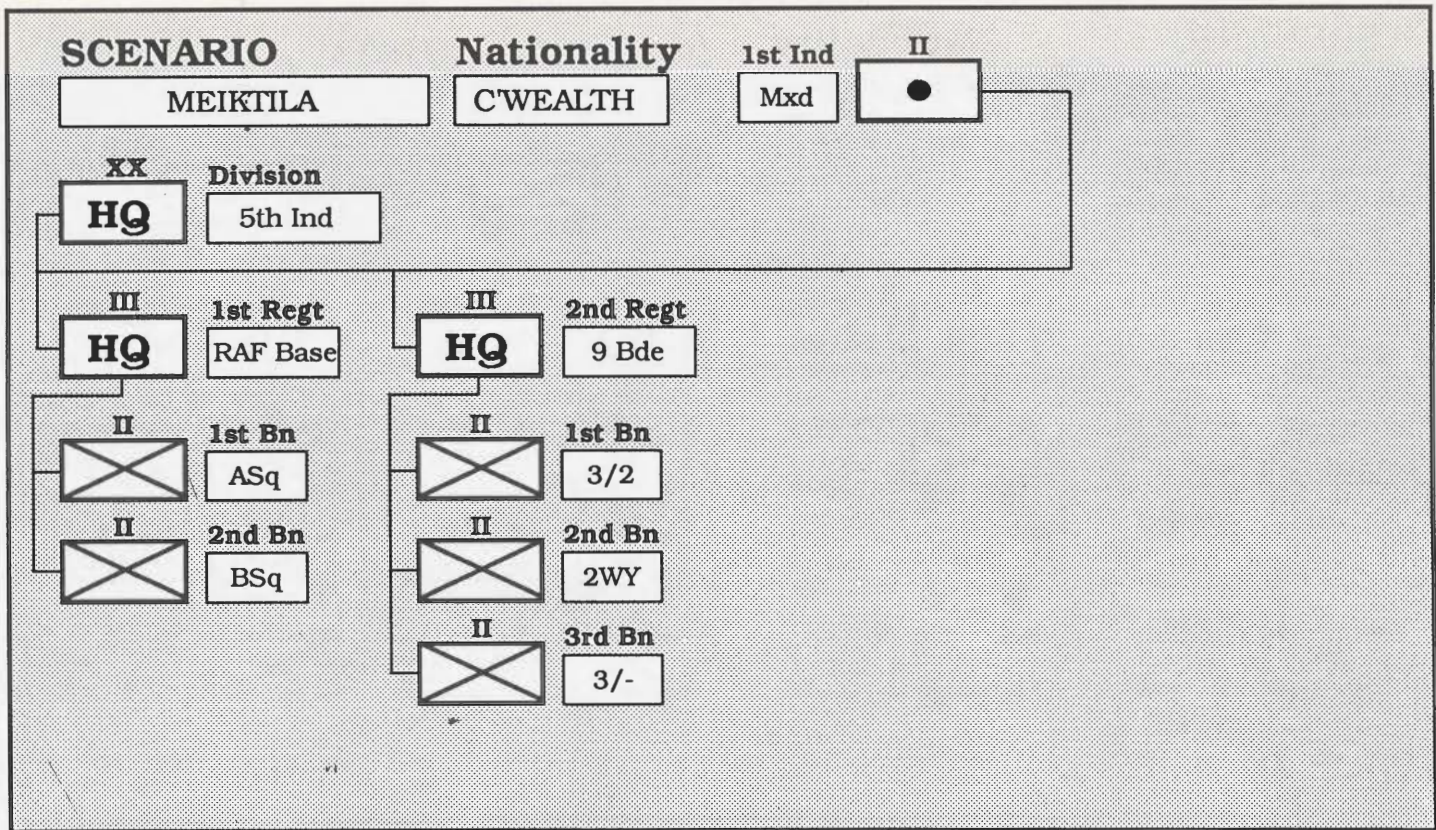 SCENARIO Nationality 1st Ind II
MEIKTILA C'WEALTH Mxd
XX Division
HQ 5th Ind
III 1st Regt III 2nd Regt
HQ RAF Base HQ 9 Bde
II 1st Bn II 1st Bn
ASq 3/2
II 2nd Bn II 2nd Bn
BSq 2WY
II 3rd Bn
3/-